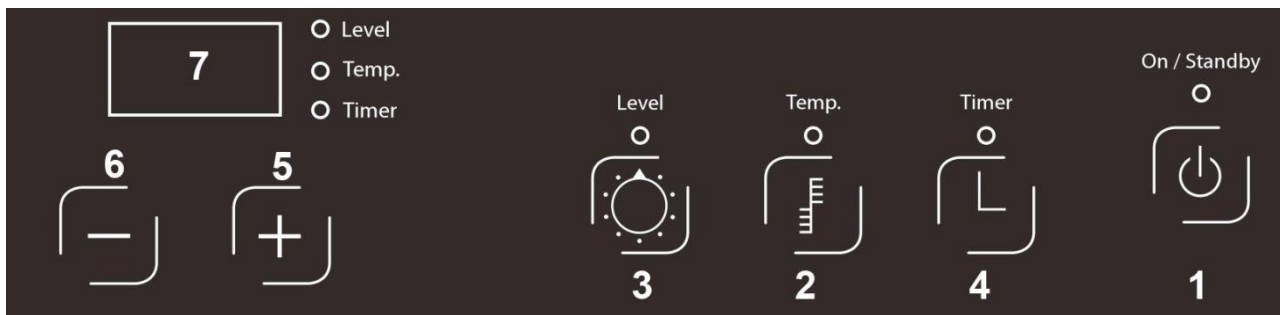 7
Level
Temp.
Timer
6
5
Level
Temp.
Timer
On / Standby
3
2
4
1